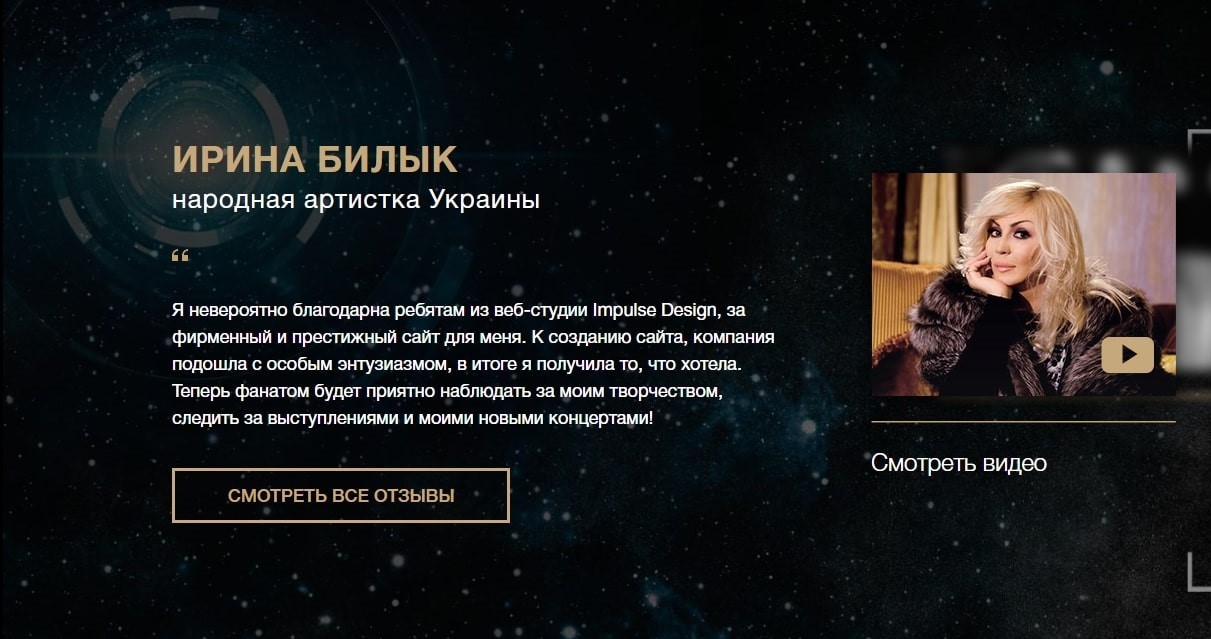 ИРИНА БИЛЫК
народная артистка Украины
“
Я невероятно благодарна ребятам из веб-студии Impulse Design, за
фирменный и престижный сайт для меня. К созданию сайта, компания
подошла с особым энтузиазмом, в итоге я получила то, что хотела.
Теперь фанатом будет приятно наблюдать за моим творчеством,
следить за выступлениями и моими новыми концертами!
СМОТРЕТЬ ВСЕ ОТЗЫВЫ
Смотреть видео